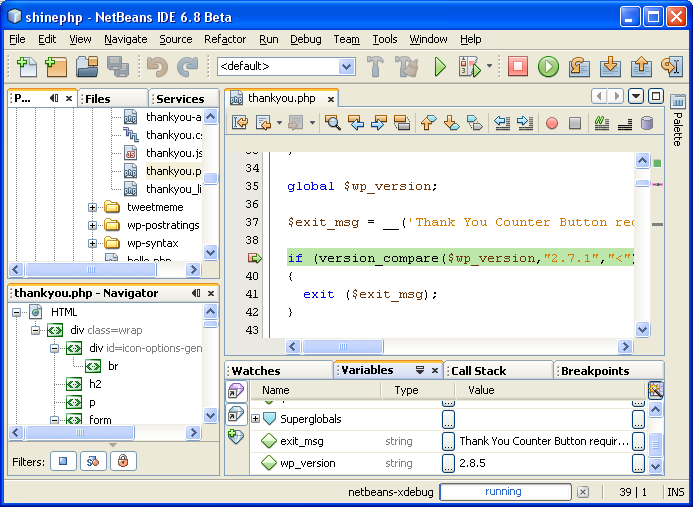 shinephp - NetBeans IDE 6.8 Beta
File Edit View Navigate Source Refactor Run Debug Team Tools Window Help
<default>
P... Files Services
thankyou-a
thankyou.cs
thankyou.js
thankyou.p
thankyou_li
tweetmeme
wp-postratings
wp-syntax
hello.php
thankyou.php - Navigator
HTML
div class=wrap
div id=icon-options-gen
br
h2
p
form
Filters:
thankyou.php
Palette
33 }
34
35 global $wp_version;
36
37 $exit_msg = __('Thank You Counter Button req
38
if (version_compare($wp_version,"2.7.1","<")
40 {
41 exit ($exit_msg);
42 }
43
Watches Variables Call Stack Breakpoints
Name Type Value
Superglobals
exit_msg string Thank You Counter Button requir...
wp_version string 2.8.5
netbeans-xdebug running 39 | 1 INS